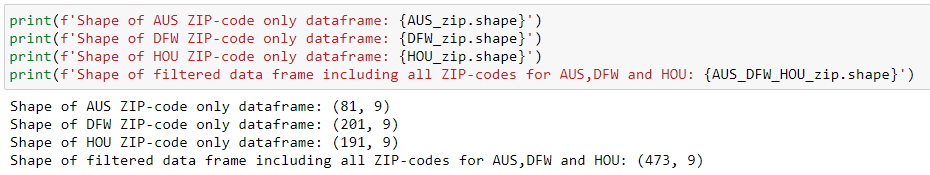 print(f'Shape of AUS ZIP-code only dataframe: {AUS_zip.shape}')
print(f'Shape of DFW ZIP-code only dataframe: {DFW_zip.shape}')
print(f'Shape of HOU ZIP-code only dataframe: {HOU_zip.shape}')
print(f'Shape of filtered data frame including all ZIP-codes for AUS,DFW and HOU: {AUS_DFW_HOU_zip.shape}')
Shape of AUS ZIP-code only dataframe: (81, 9)
Shape of DFW ZIP-code only dataframe: (201, 9)
Shape of HOU ZIP-code only dataframe: (191, 9)
Shape of filtered data frame including all ZIP-codes for AUS,DFW and HOU: (473, 9)